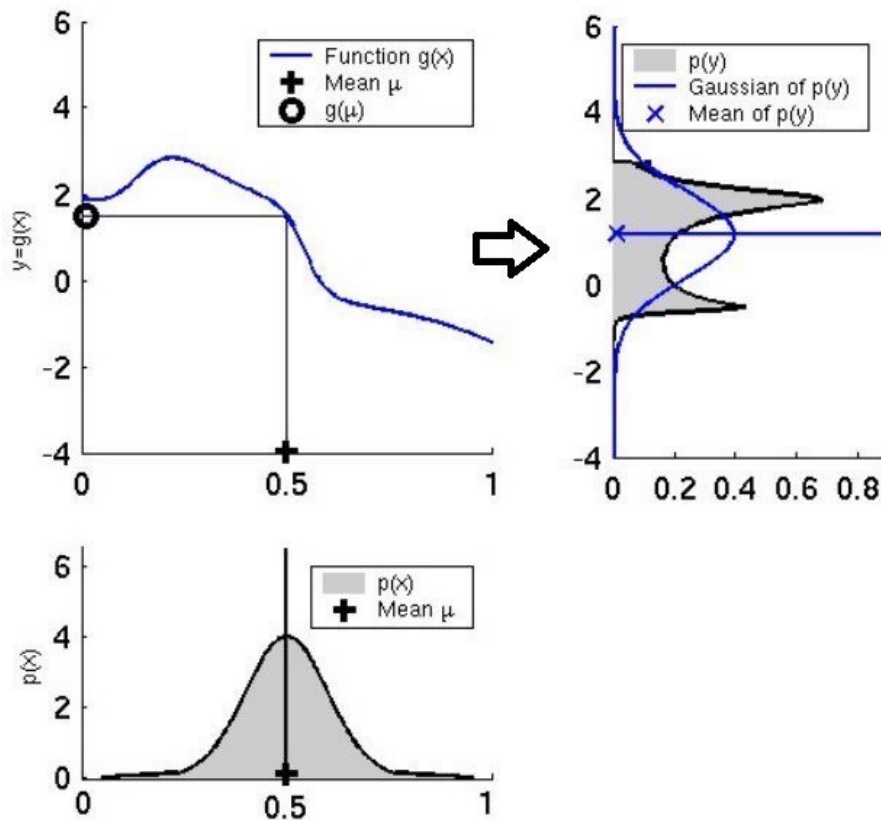 6
4
2
0
-2
-4
y=g(x)
Function g(x)
Mean μ
g(μ)
0
0.5
1
6
4
2
0
-2
-4
p(y)
Gaussian of p(y)
Mean of p(y)
0 0.2 0.4 0.6 0.8
6
4
2
0
p(x)
p(x)
Mean μ
0
0.5
1